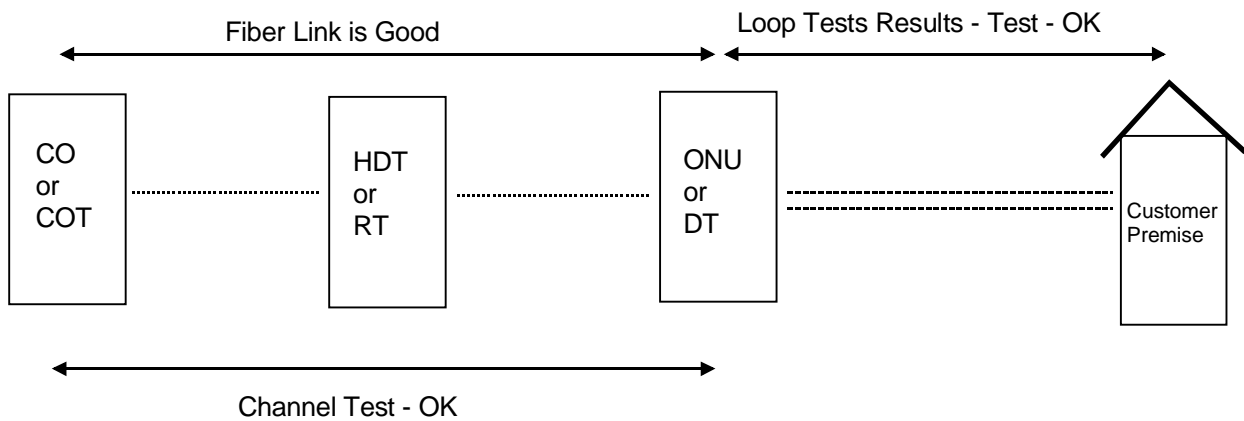 Fiber Link is Good
Loop Tests Results - Test - OK
CO
or
COT
HDT
or
RT
ONU
or
DT
Customer
Premise
Channel Test - OK